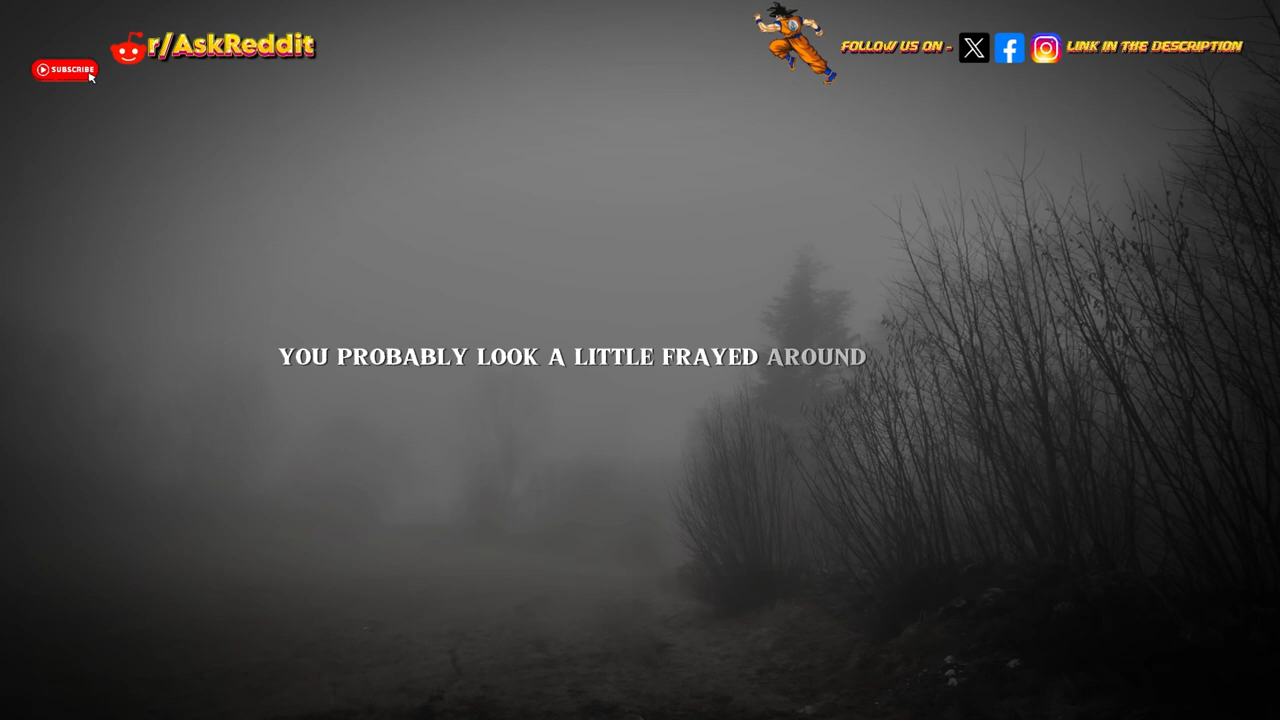 r/AskReddit
SUBSCRIBE
FOLLOW US ON - LINK IN THE DESCRIPTION
YOU PROBABLY LOOK A LITTLE FRAYED AROUND